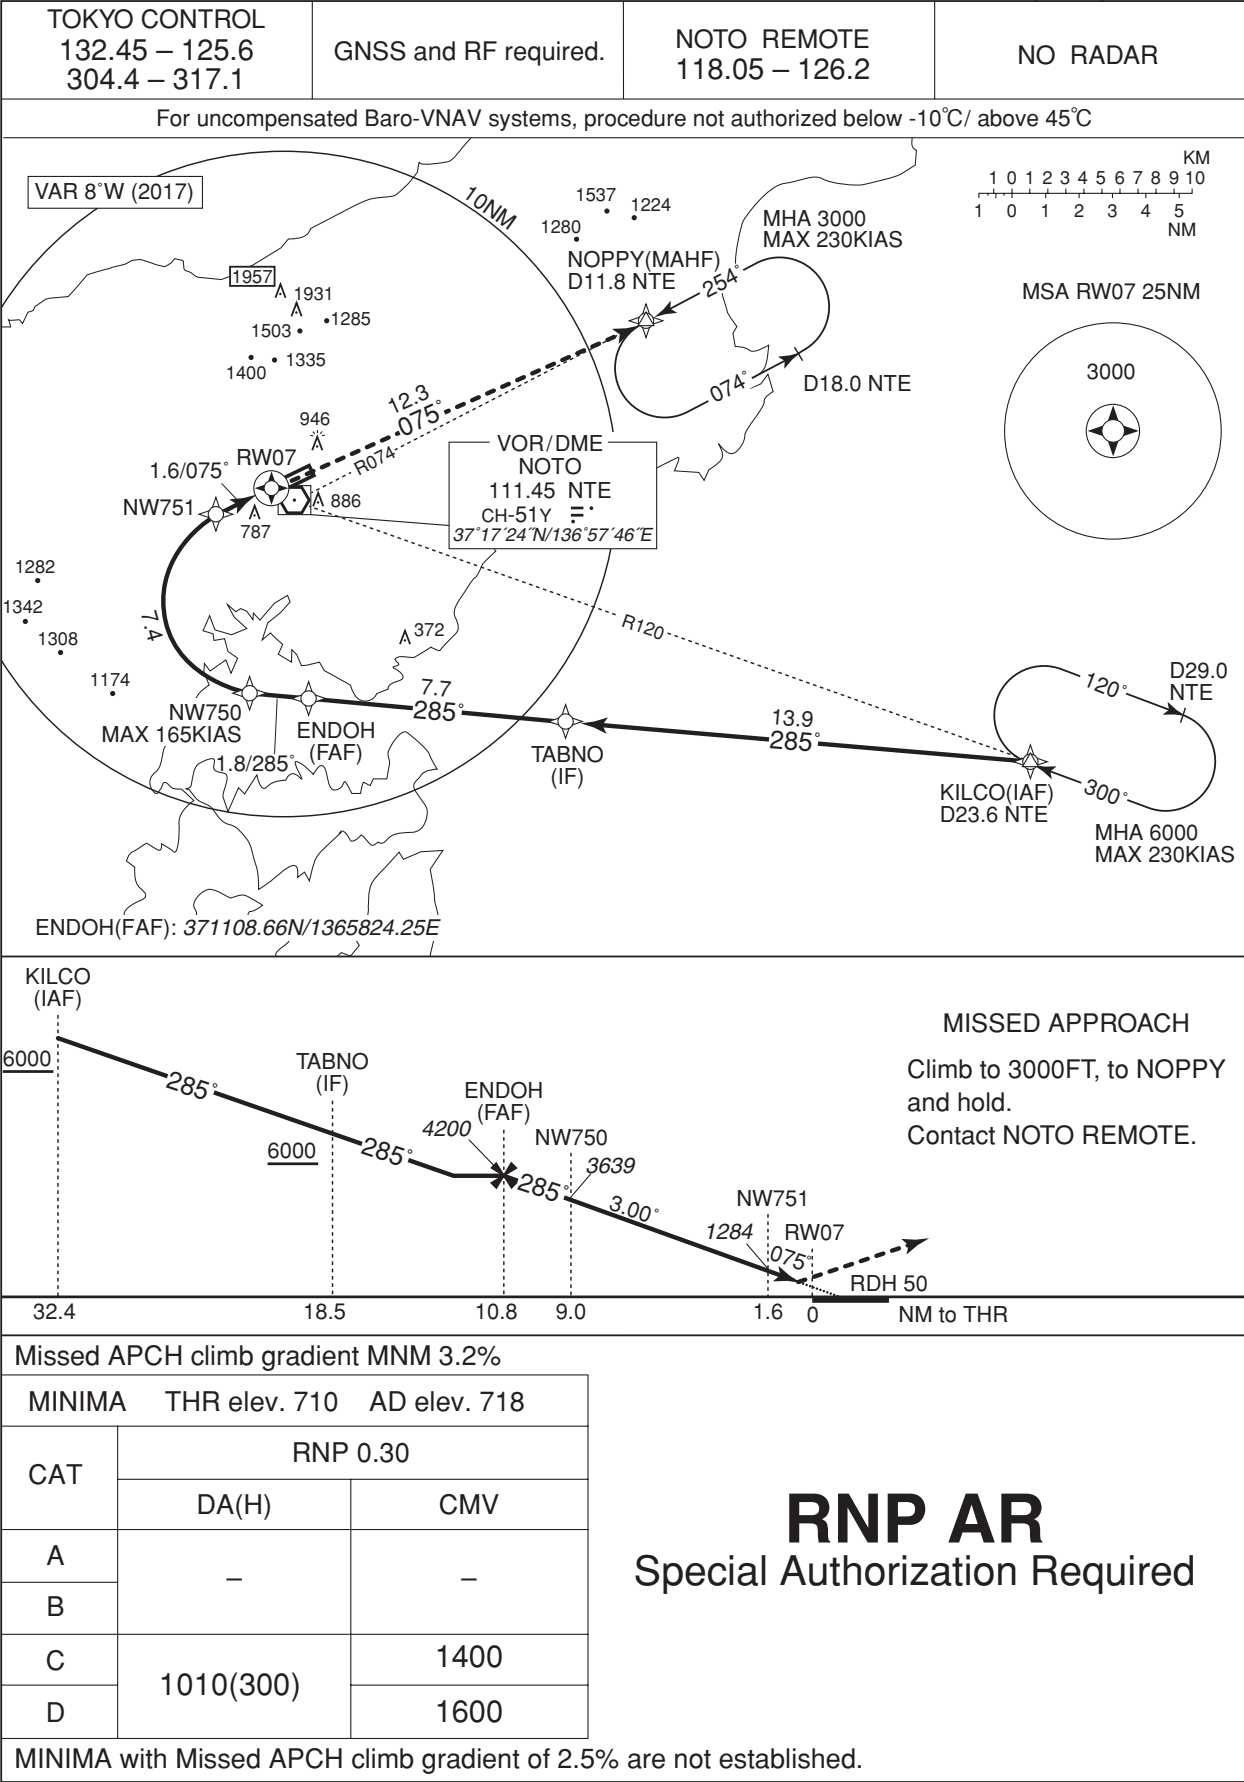 TOKYO CONTROL
132.45 – 125.6
304.4 – 317.1
GNSS and RF required.
NOTO REMOTE
118.05 – 126.2
NO RADAR
For uncompensated Baro-VNAV systems, procedure not authorized below -10°C/ above 45°C
VAR 8°W (2017)
10NM
KM
1 0 1 2 3 4 5 6 7 8 9 10
1 0 1 2 3 4 5
NM
1537
1224
1280
MHA 3000
MAX 230KIAS
NOPPY(MAHF)
D11.8 NTE
254°
074°
D18.0 NTE
MSA RW07 25NM
3000
1957
1931
1285
1503
1335
1400
12.3
075°
R074
946
RW07
1.6/075°
NW751
886
787
VOR/DME
NOTO
111.45 NTE
CH-51Y
37°17´24˝N/136°57´46˝E
1282
1342
1308
1174
7.4
372
R120
NW750
MAX 165KIAS
1.8/285°
ENDOH
(FAF)
7.7
285°
TABNO
(IF)
13.9
285°
KILCO(IAF)
D23.6 NTE
120°
D29.0
NTE
300°
MHA 6000
MAX 230KIAS
ENDOH(FAF): 371108.66N/1365824.25E
KILCO
(IAF)
6000
285°
TABNO
(IF)
6000
285°
4200
ENDOH
(FAF)
285°
NW750
3639
3.00°
NW751
1284
075°
RW07
RDH 50
32.4
18.5
10.8
9.0
1.6
0
NM to THR
MISSED APPROACH
Climb to 3000FT, to NOPPY
and hold.
Contact NOTO REMOTE.
Missed APCH climb gradient MNM 3.2%
MINIMA THR elev. 710 AD elev. 718
CAT
RNP 0.30
DA(H)
CMV
A
–
–
B
C
1010(300)
1400
D
1600
RNP AR
Special Authorization Required
MINIMA with Missed APCH climb gradient of 2.5% are not established.